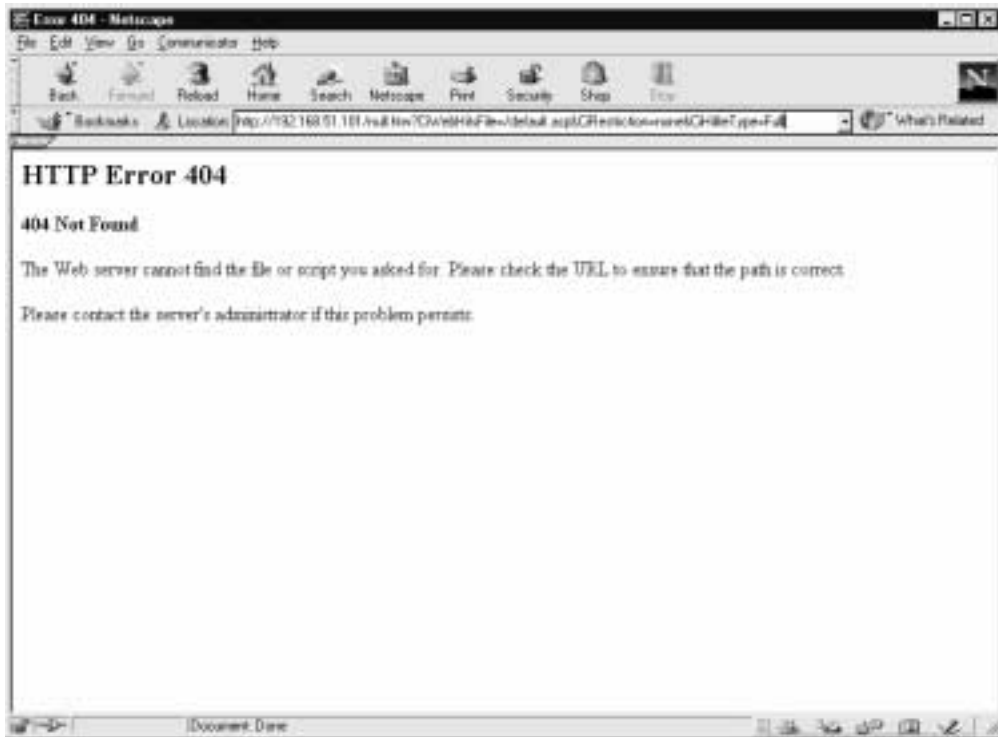 Error 404 - Netscape
File Edit View Go Communicator Help
Back Forward Reload Home Search Netscape Print Security Shop Stop
Bookmarks Location: http://192.168.51.101/null.htw?CiWebHitsFile=/default.asp&CiRestriction=none&CiHiliteType=Full What's Related
HTTP Error 404
404 Not Found
The Web server cannot find the file or script you asked for. Please check the URL to ensure that the path is correct.
Please contact the server's administrator if this problem persists.
Document: Done